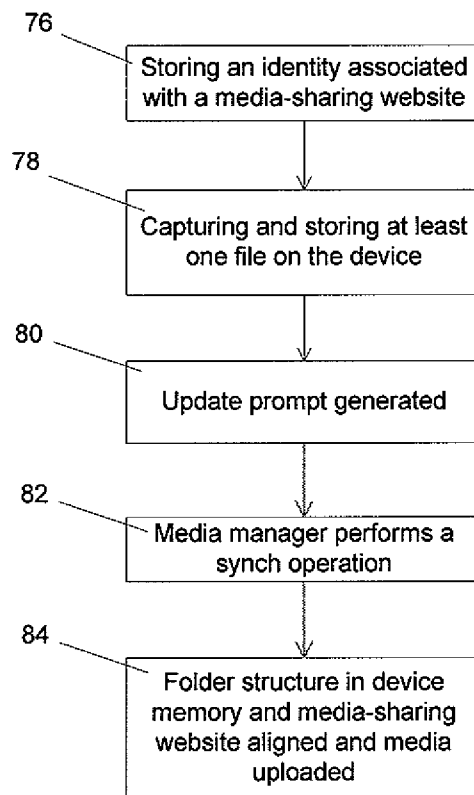 76
Storing an identity associated
with a media-sharing website
78
Capturing and storing at least
one file on the device
80
Update prompt generated
82
Media manager performs a
synch operation
84
Folder structure in device
memory and media-sharing
website aligned and media
uploaded